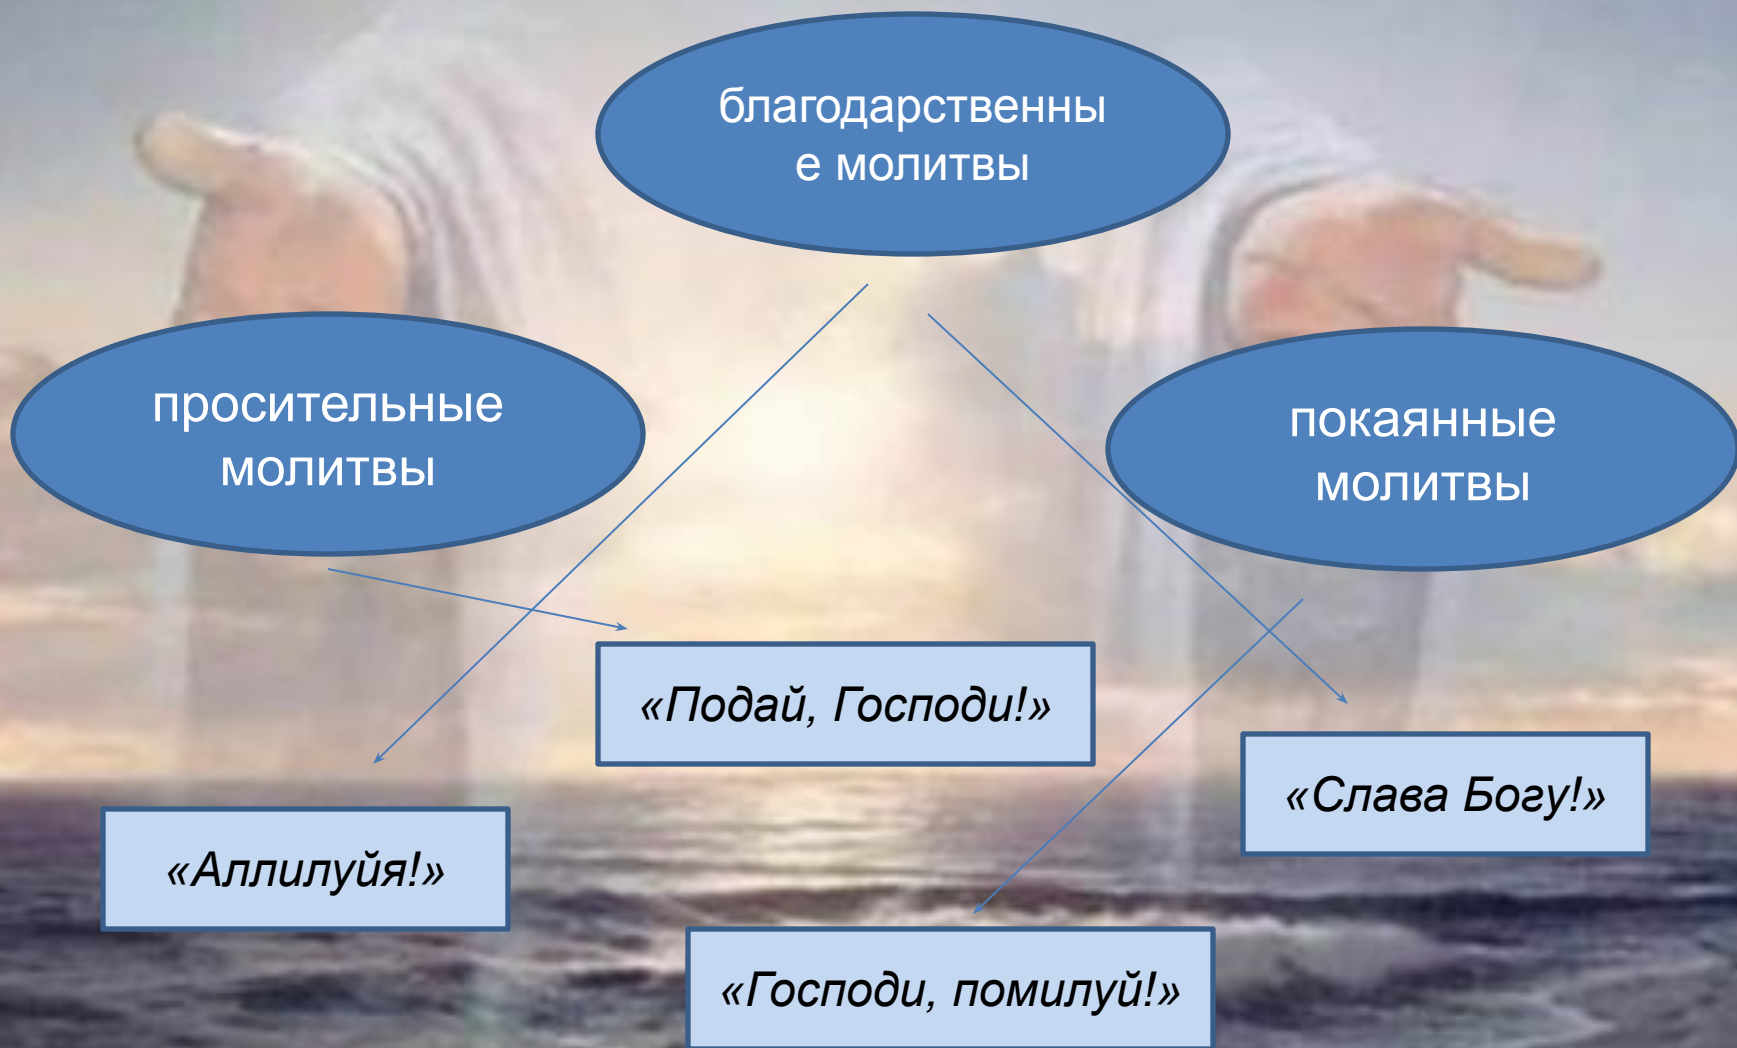 благодарственны
е молитвы
просительные
молитвы
покаянные
молитвы
«Подай, Господи!»
«Слава Богу!»
«Аллилуйя!»
«Господи, помилуй!»